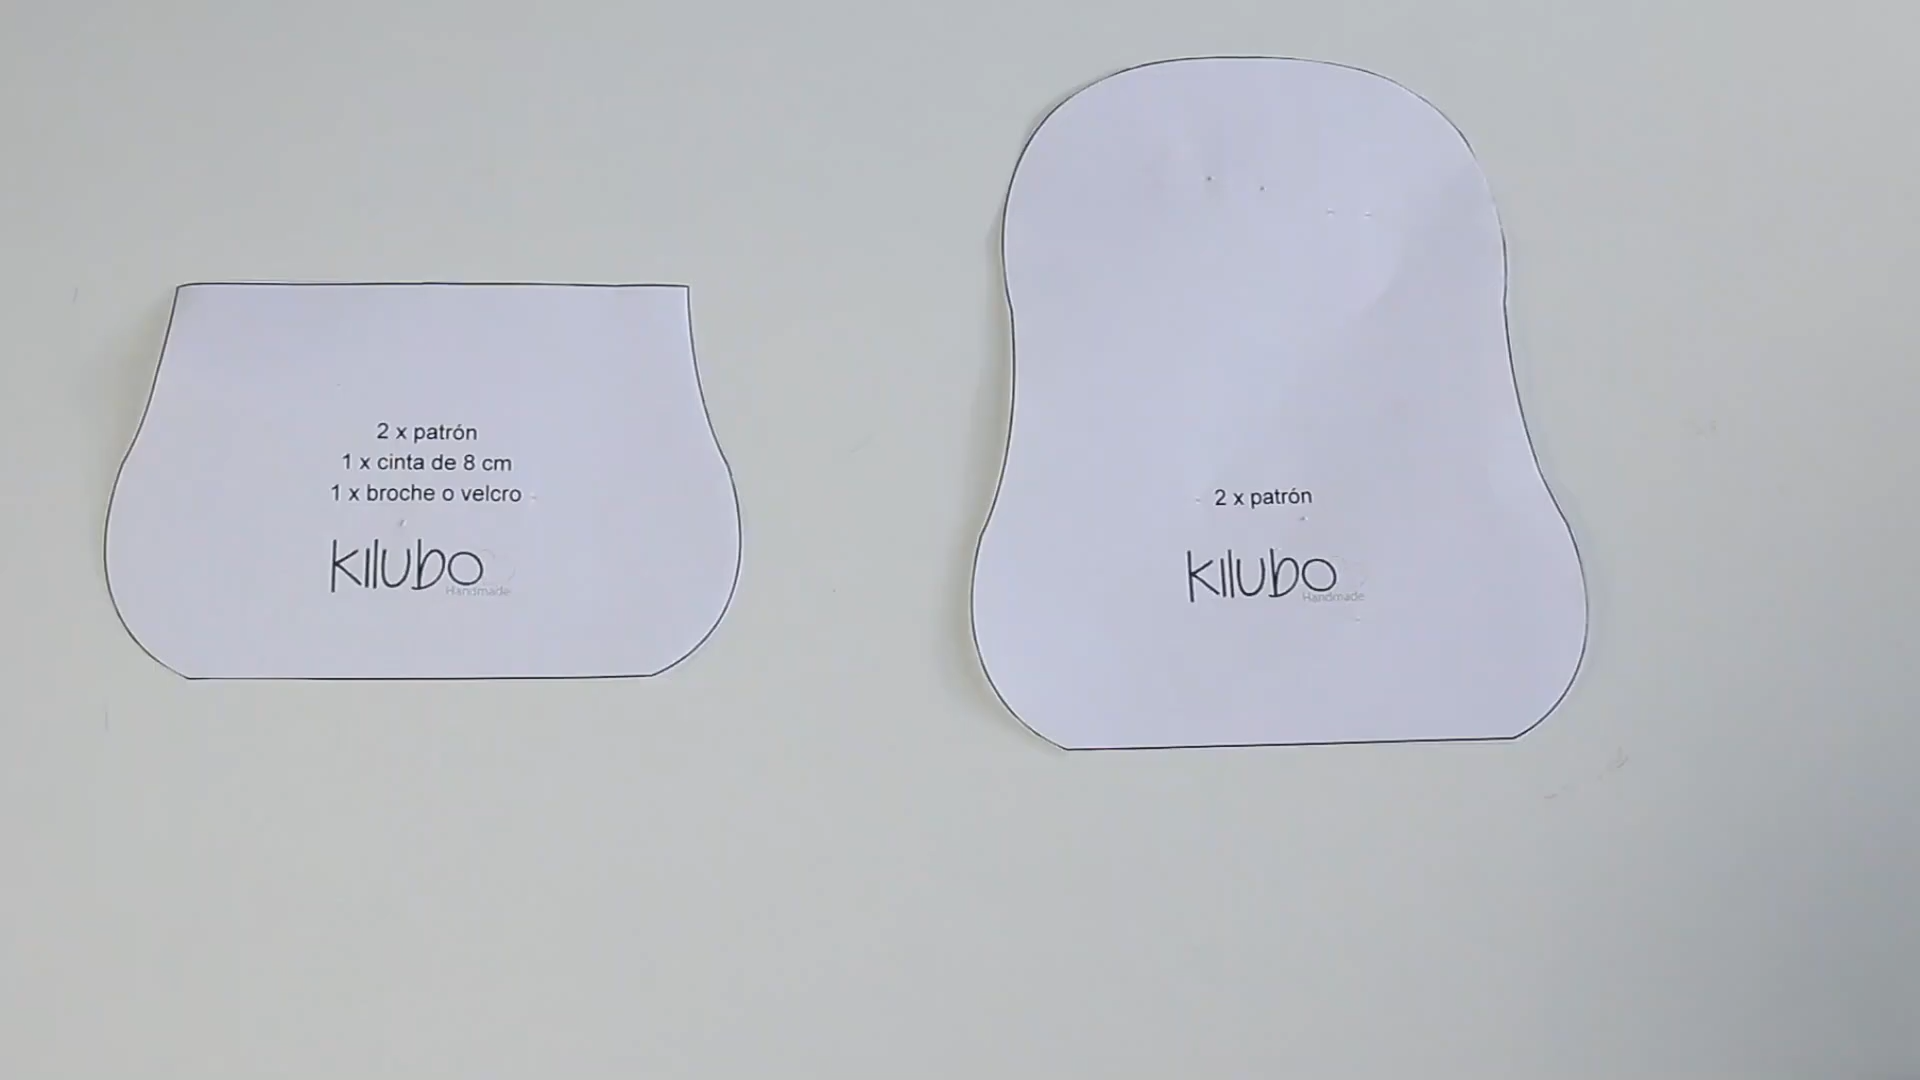 2 x patrón
1 x cinta de 8 cm
1 x broche o velcro
kilubo
Handmade
2 x patrón
kilubo
Handmade